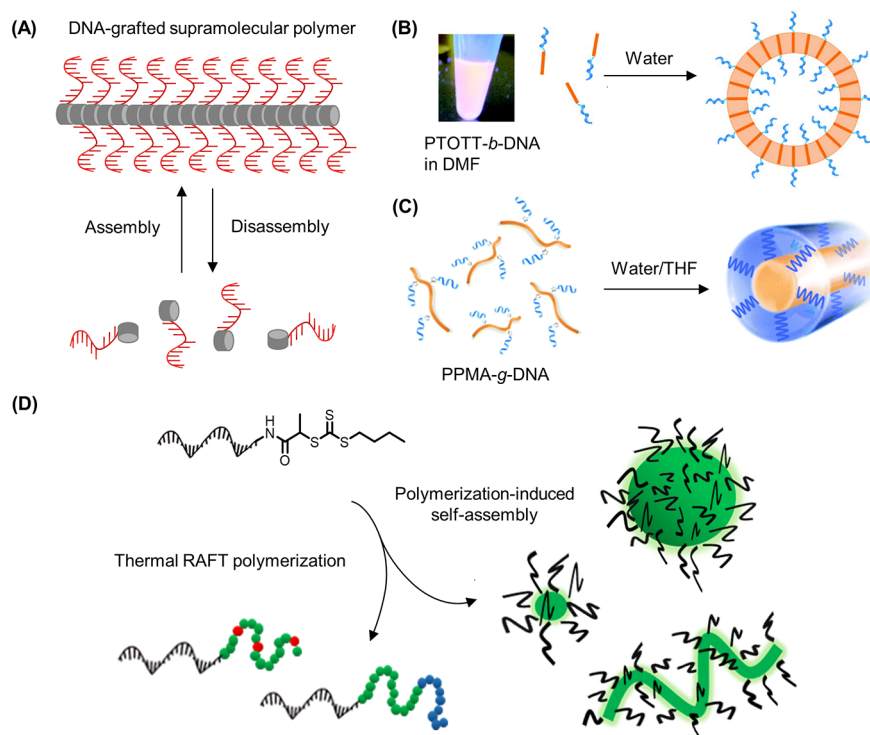 (A)
DNA-grafted supramolecular polymer
Assembly
Disassembly
(B)
PTOTT-b-DNA
in DMF
Water
(C)
Water/THF
PPMA-g-DNA
(D)
H
N
O
S
S
S
Polymerization-induced
self-assembly
Thermal RAFT polymerization